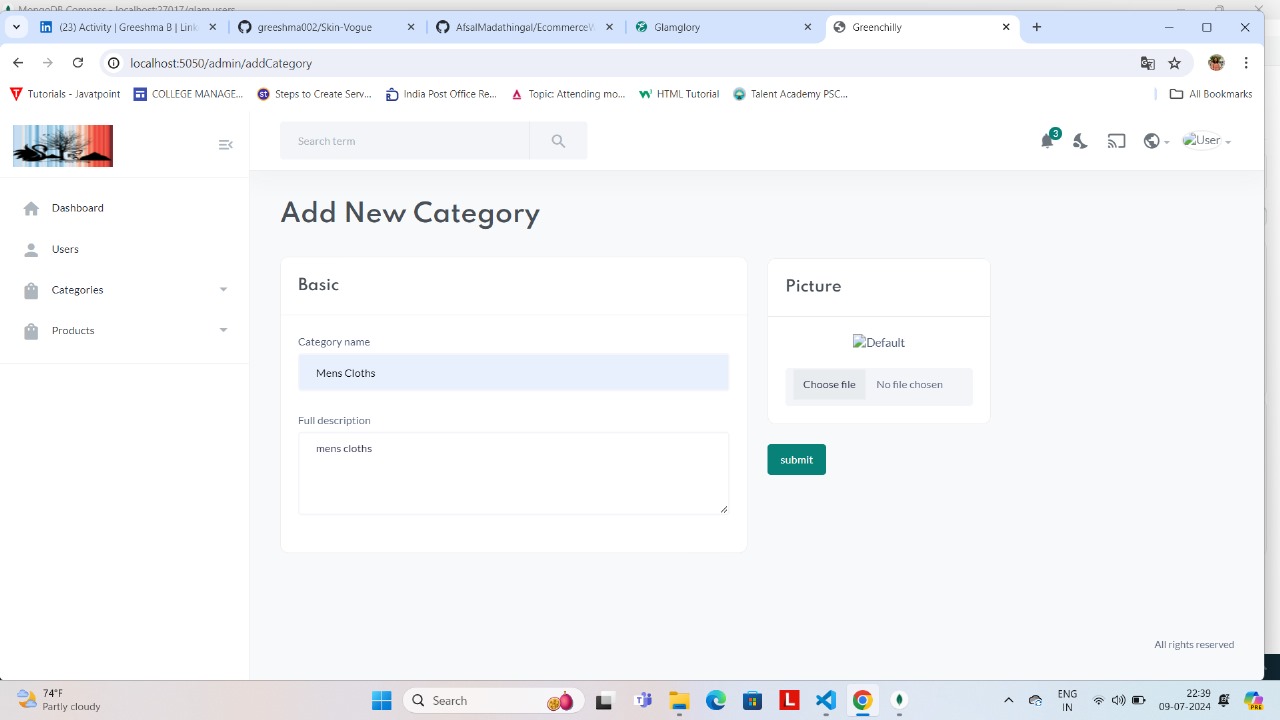 MongoDB Compass - localhost:27017/glam.users
(23) Activity | Greeshma B | Link
greeshma002/Skin-Vogue
AfsalMadathingal/EcommerceW
Glamglory
Greenchilly
localhost:5050/admin/addCategory
Tutorials - Javatpoint
COLLEGE MANAGE...
Steps to Create Serv...
India Post Office Re...
Topic: Attending mo...
HTML Tutorial
Talent Academy PSC...
All Bookmarks
Search term
3
User
Dashboard
Users
Categories
Products
Add New Category
Basic
Category name
Mens Cloths
Full description
mens cloths
Picture
Default
Choose file No file chosen
submit
All rights reserved
74°F
Partly cloudy
Search
ENG
IN
22:39
09-07-2024